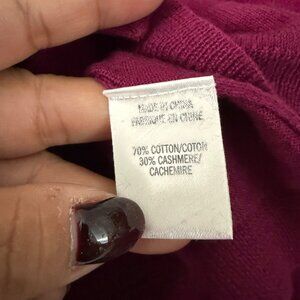 MADE IN CHINA
FABRIQUÉ EN CHINE
70% COTTON/COTON
30% CASHMERE/
CACHEMIRE